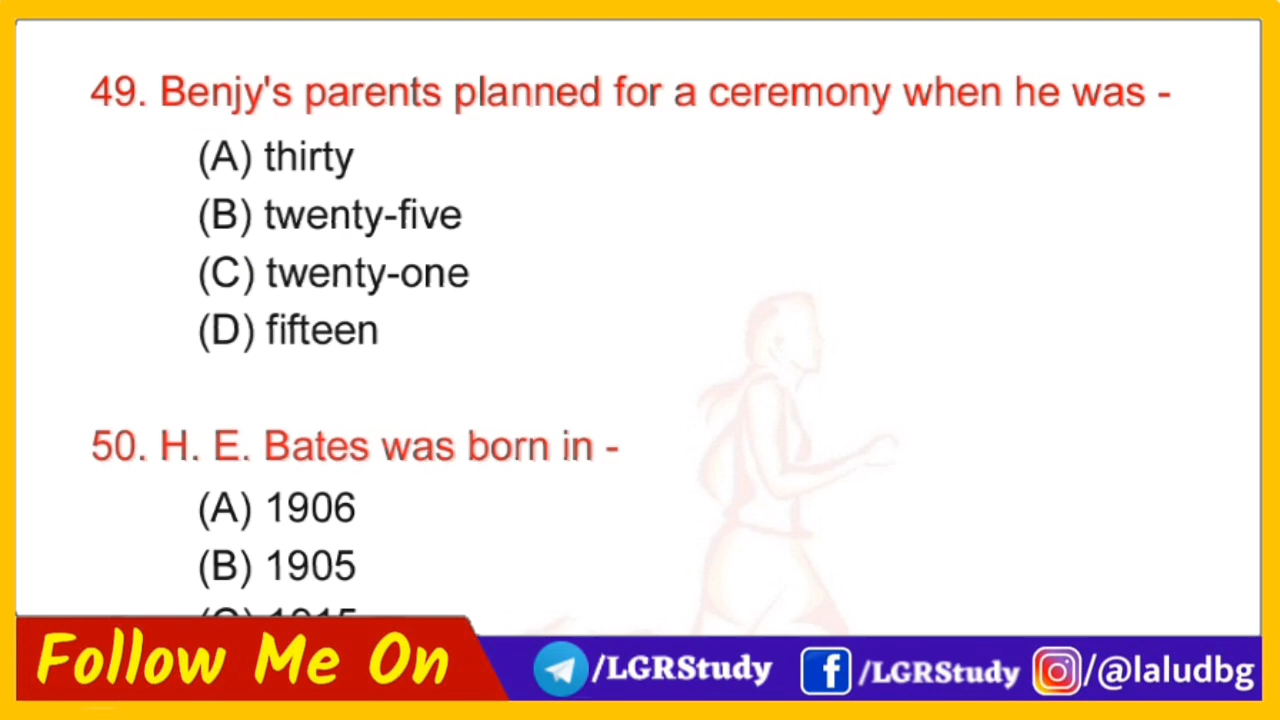 49. Benjy's parents planned for a ceremony when he was -
(A) thirty
(B) twenty-five
(C) twenty-one
(D) fifteen
50. H. E. Bates was born in -
(A) 1906
(B) 1905
Follow Me On /LGRStudy /LGRStudy /@laludbg